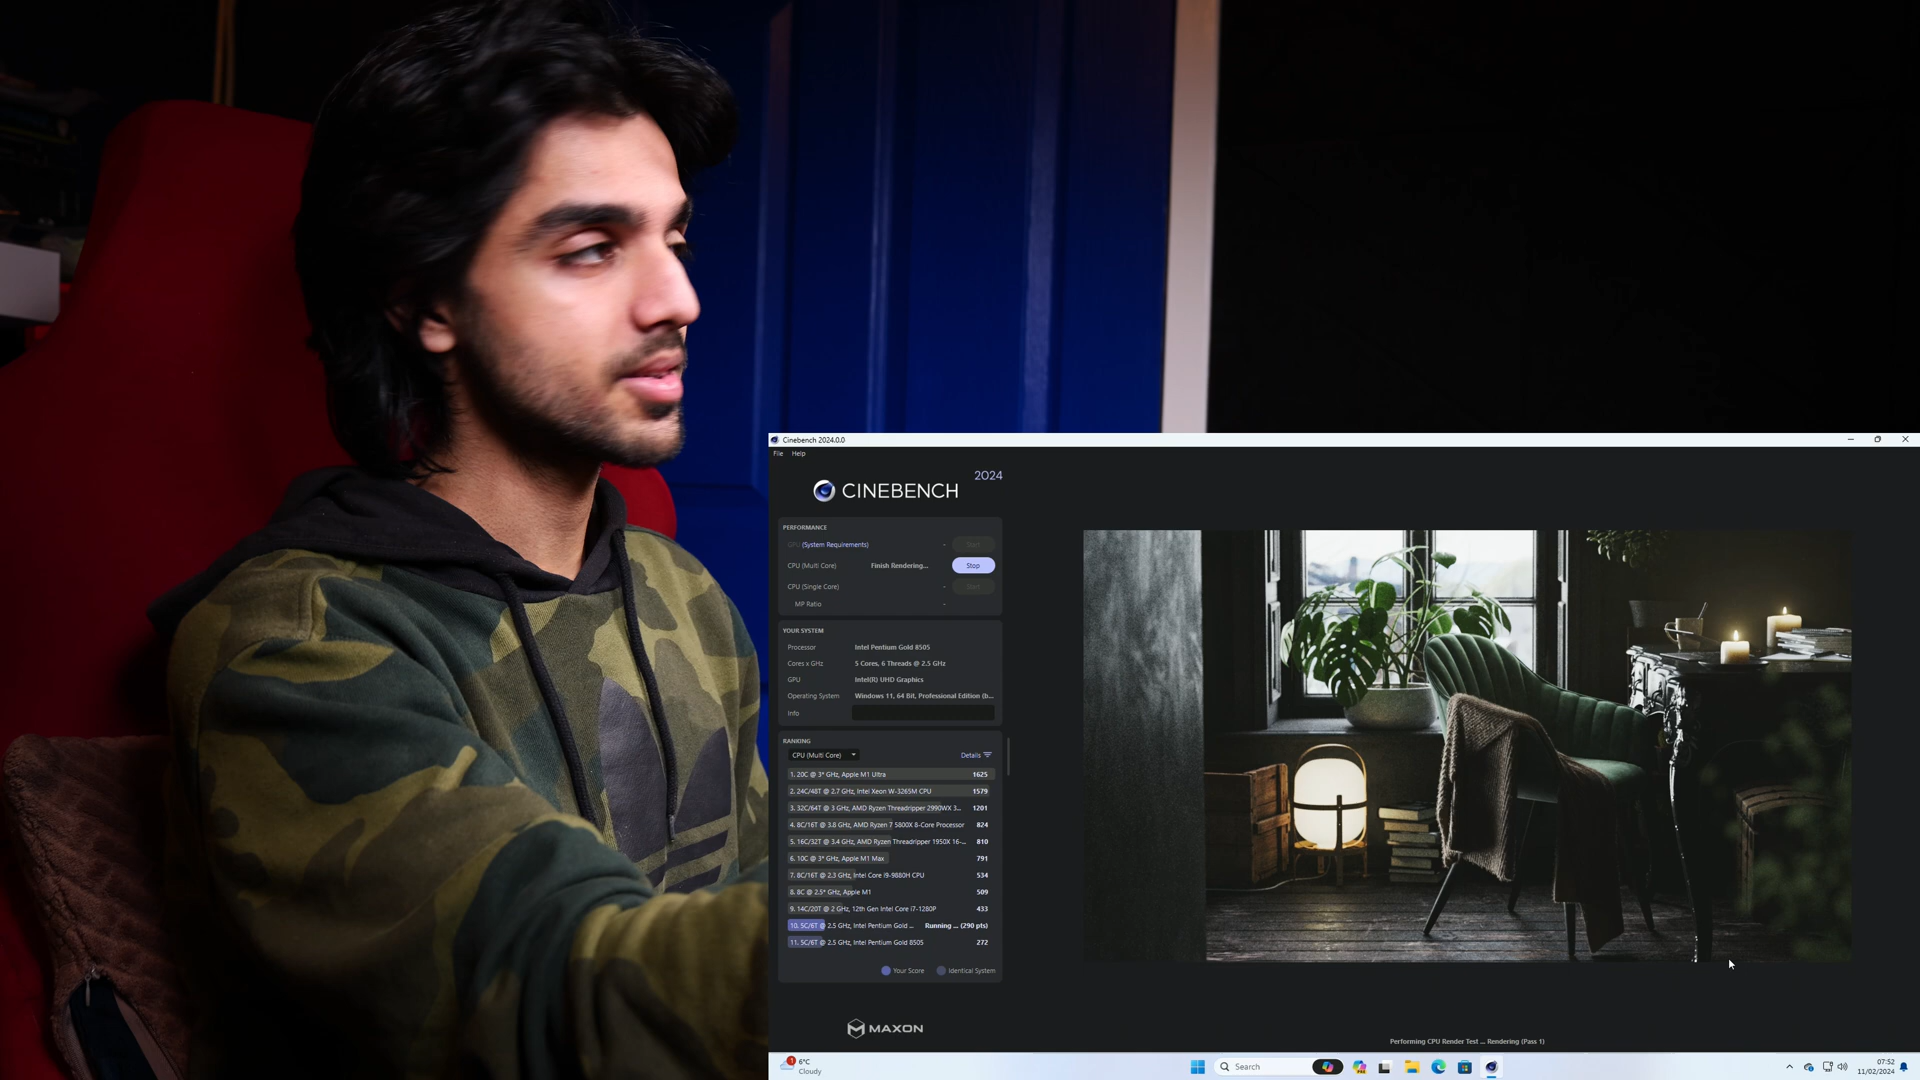 Cinebench 2024.0.0
File Help
CINEBENCH 2024
PERFORMANCE
GPU (System Requirements) - Start
CPU (Multi Core) Finish Rendering... Stop
CPU (Single Core) - Start
MP Ratio -
YOUR SYSTEM
Processor Intel Pentium Gold 8505
Cores x GHz 5 Cores, 6 Threads @ 2.5 GHz
GPU Intel(R) UHD Graphics
Operating System Windows 11, 64 Bit, Professional Edition (b...
Info
RANKING
CPU (Multi Core) Details
1. 20C @ 3* GHz, Apple M1 Ultra 1625
2. 24C/48T @ 2.7 GHz, Intel Xeon W-3265M CPU 1579
3. 32C/64T @ 3 GHz, AMD Ryzen Threadripper 2990WX 3... 1201
4. 8C/16T @ 3.8 GHz, AMD Ryzen 7 5800X 8-Core Processor 824
5. 16C/32T @ 3.4 GHz, AMD Ryzen Threadripper 1950X 16-... 810
6. 10C @ 3* GHz, Apple M1 Max 791
7. 8C/16T @ 2.3 GHz, Intel Core i9-9880H CPU 534
8. 8C @ 2.5* GHz, Apple M1 509
9. 14C/20T @ 2 GHz, 12th Gen Intel Core i7-1280P 433
10. 5C/6T @ 2.5 GHz, Intel Pentium Gold ... Running ... (290 pts)
11. 5C/6T @ 2.5 GHz, Intel Pentium Gold 8505 272
Your Score Identical System
MAXON
Performing CPU Render Test ... Rendering (Pass 1)
1
6°C
Cloudy
Search
07:52
11/02/2024